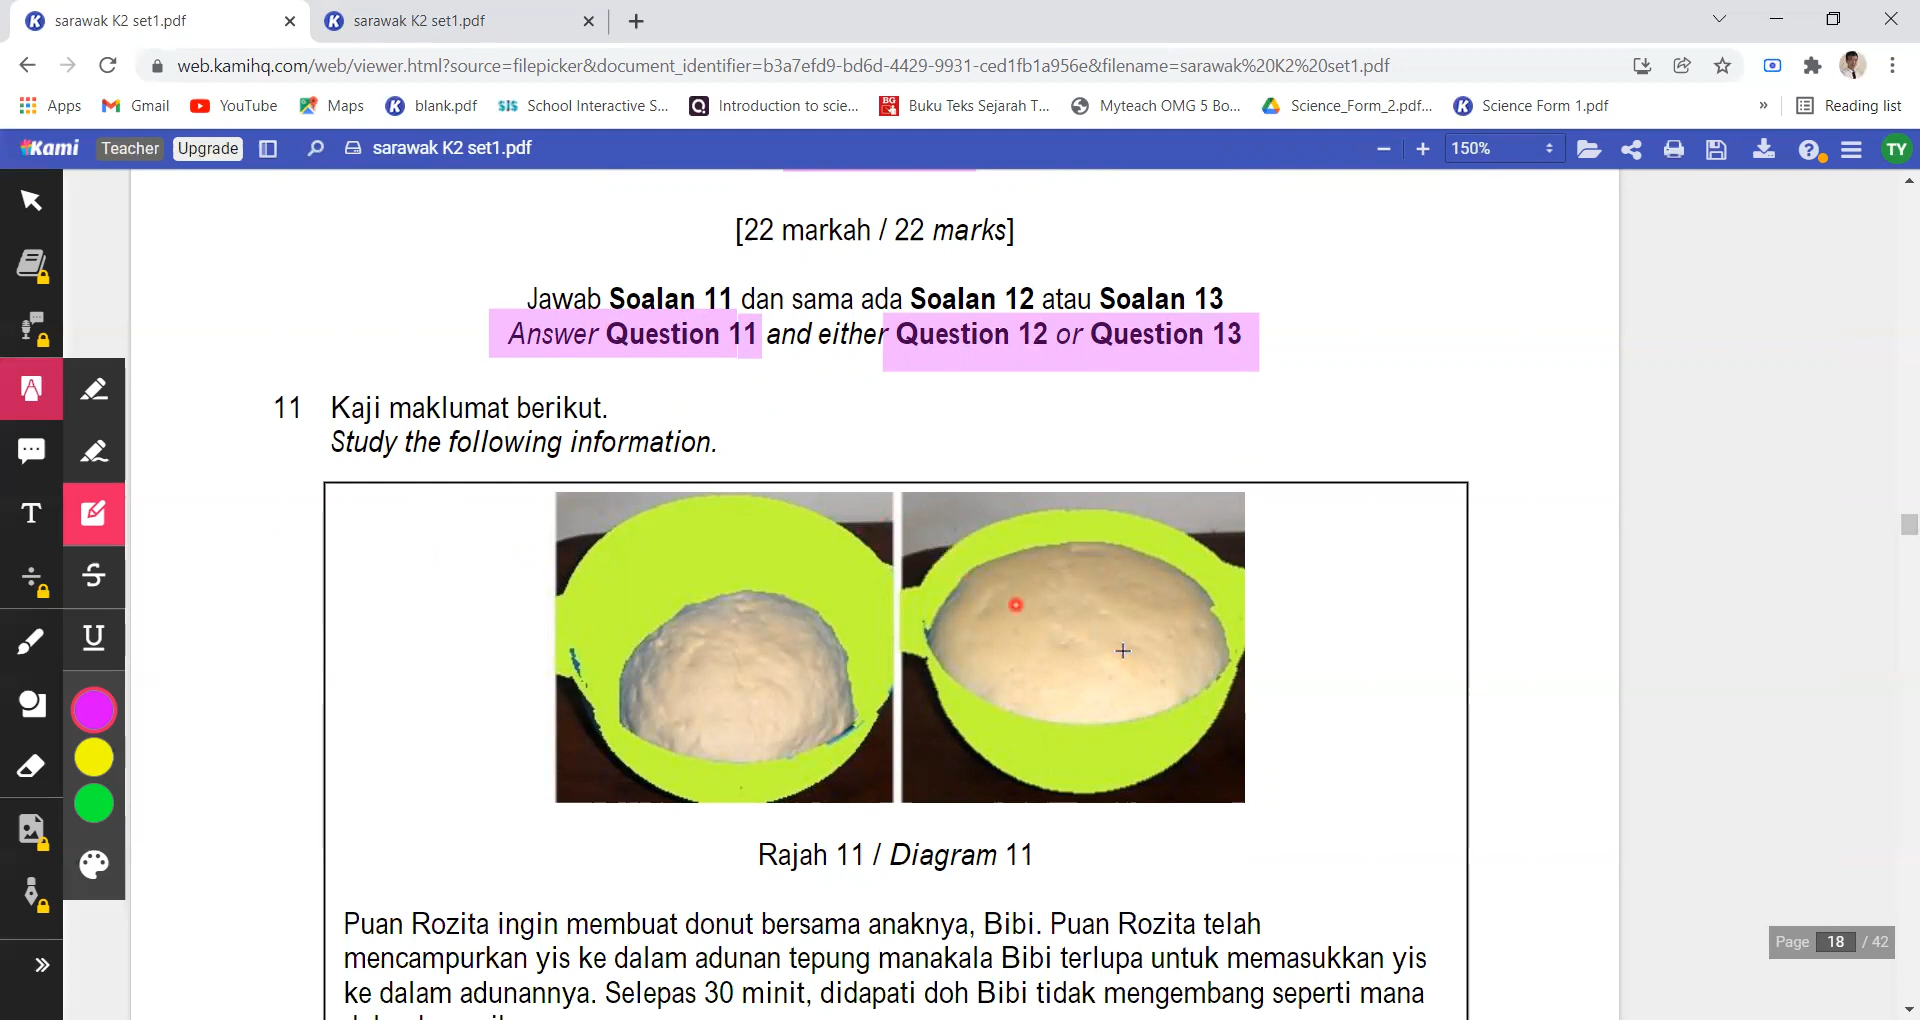 sarawak K2 set1.pdf
sarawak K2 set1.pdf
web.kamihq.com/web/viewer.html?source=filepicker&document_identifier=b3a7efd9-bd6d-4429-9931-ced1fb1a956e&filename=sarawak%20K2%20set1.pdf
Apps Gmail YouTube Maps blank.pdf School Interactive S... Introduction to scie... Buku Teks Sejarah T... Myteach OMG 5 Bo... Science_Form_2.pdf... Science Form 1.pdf » Reading list
Kami Teacher Upgrade sarawak K2 set1.pdf 150% TY
[22 markah / 22 marks]
Jawab Soalan 11 dan sama ada Soalan 12 atau Soalan 13
Answer Question 11 and either Question 12 or Question 13
11 Kaji maklumat berikut.
Study the following information.
Rajah 11 / Diagram 11
Puan Rozita ingin membuat donut bersama anaknya, Bibi. Puan Rozita telah
mencampurkan yis ke dalam adunan tepung manakala Bibi terlupa untuk memasukkan yis
ke dalam adunannya. Selepas 30 minit, didapati doh Bibi tidak mengembang seperti mana
Page 18 / 42